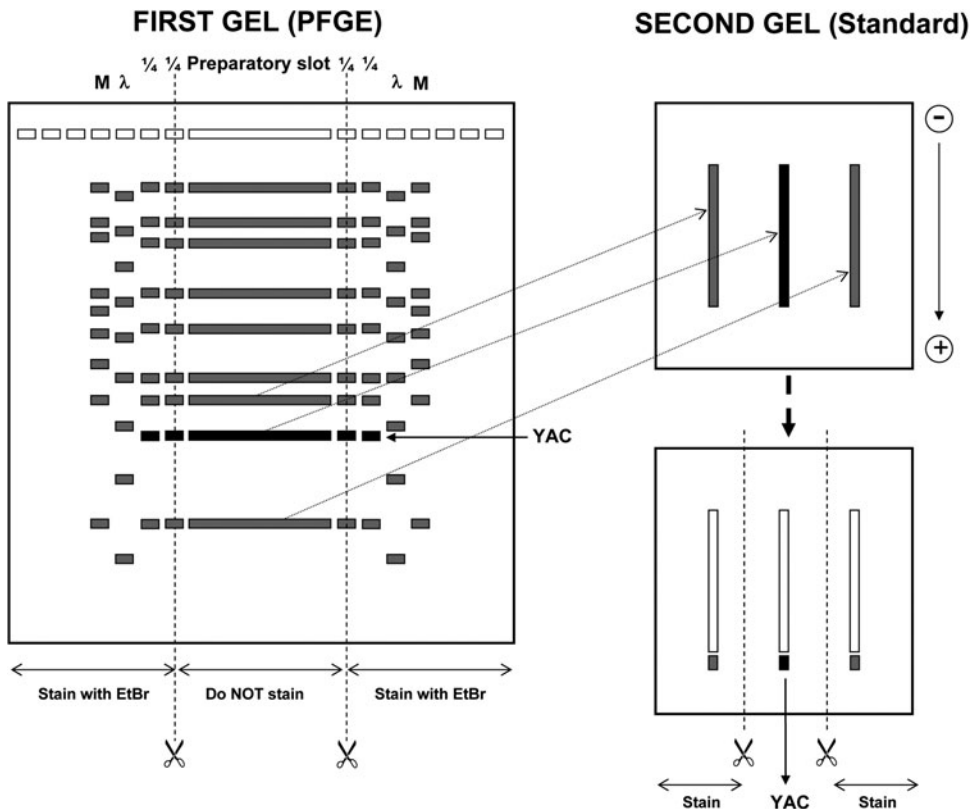 FIRST GEL (PFGE)
SECOND GEL (Standard)
¼ ¼ Preparatory slot ¼ ¼
M λ λ M
-
+
YAC
Stain with EtBr
Do NOT stain
Stain with EtBr
Stain
YAC
Stain